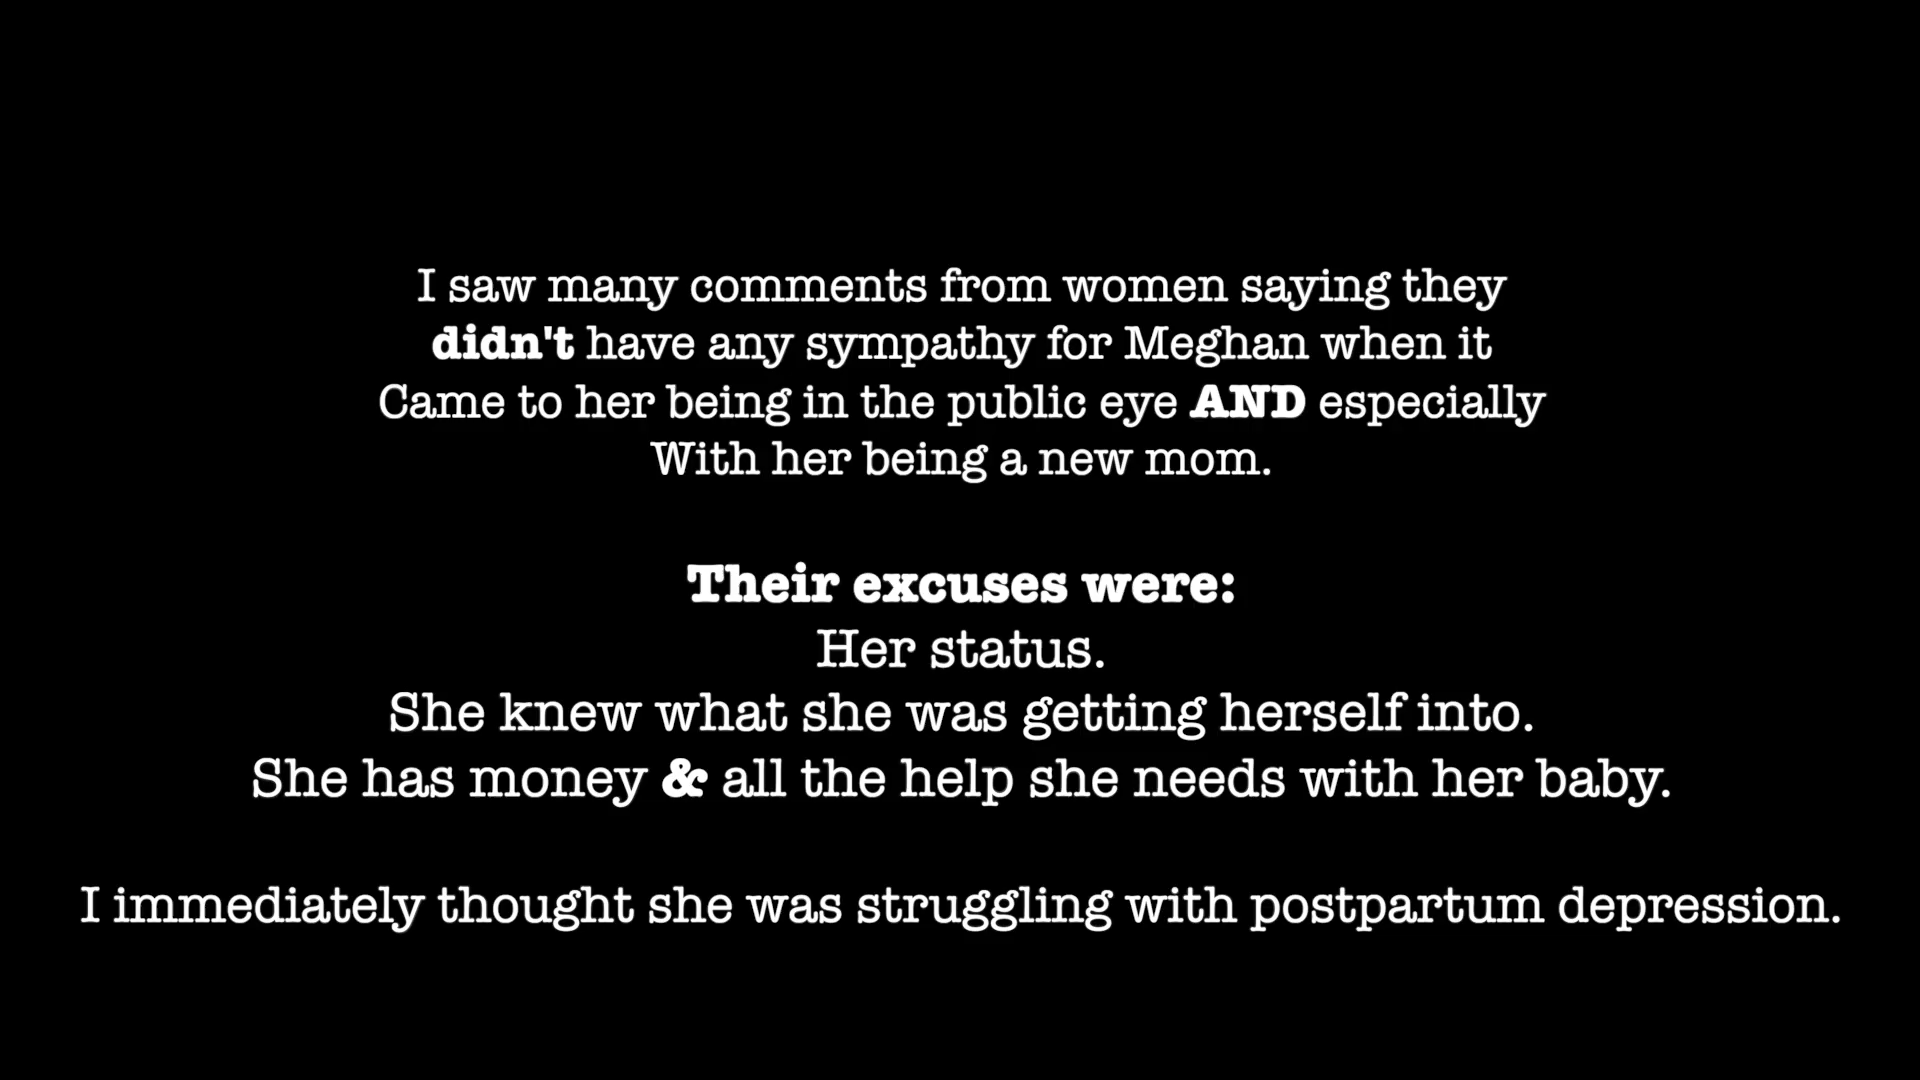 I saw many comments from women saying they
didn't have any sympathy for Meghan when it
Came to her being in the public eye AND especially
With her being a new mom.
Their excuses were:
Her status.
She knew what she was getting herself into.
She has money & all the help she needs with her baby.
I immediately thought she was struggling with postpartum depression.